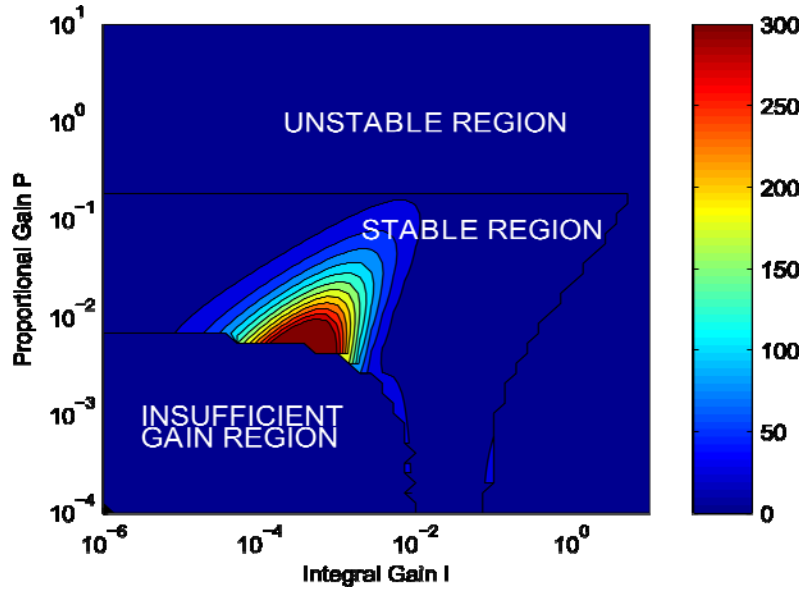 10^1
300
250
10^0
UNSTABLE REGION
200
10^-1
STABLE REGION
150
Proportional Gain P
10^-2
100
INSUFFICIENT
GAIN REGION
10^-3
50
10^-4
0
10^-6
10^-4
10^-2
10^0
Integral Gain I